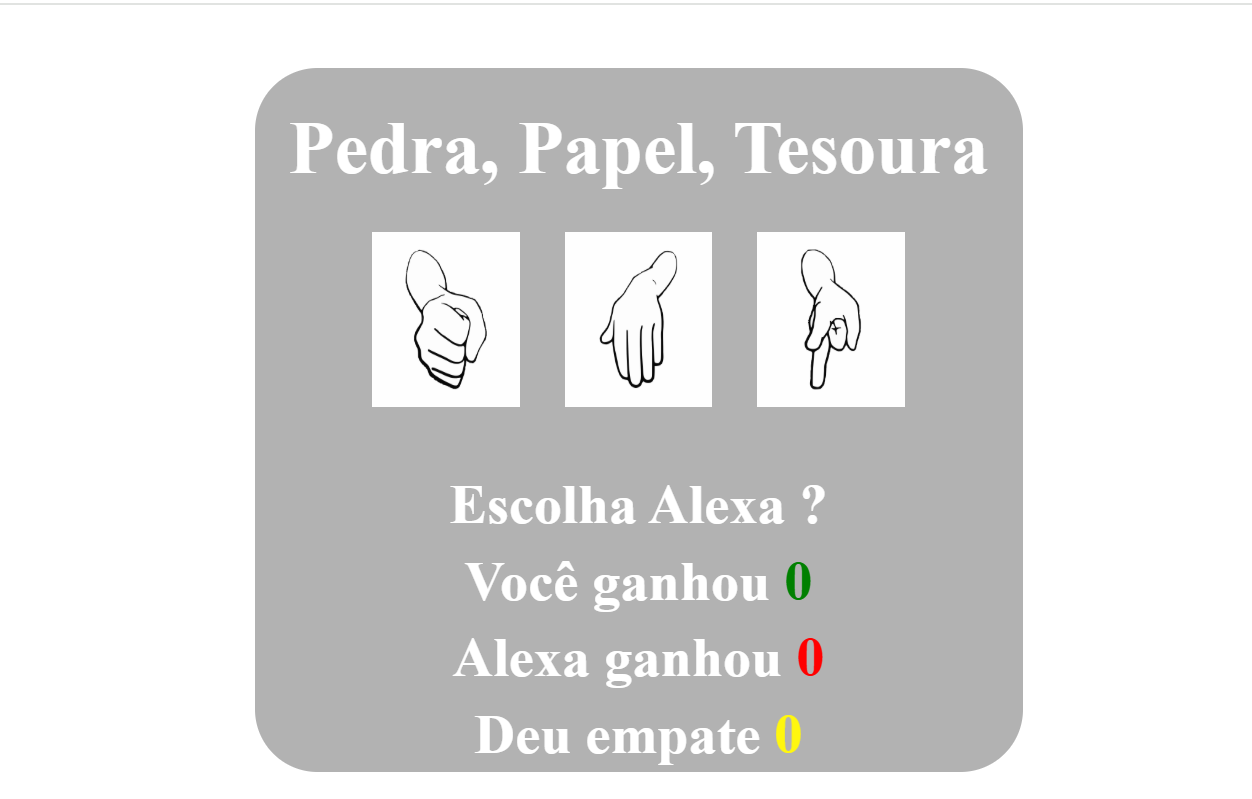 Pedra, Papel, Tesoura
Escolha Alexa ?
Você ganhou 0
Alexa ganhou 0
Deu empate 0